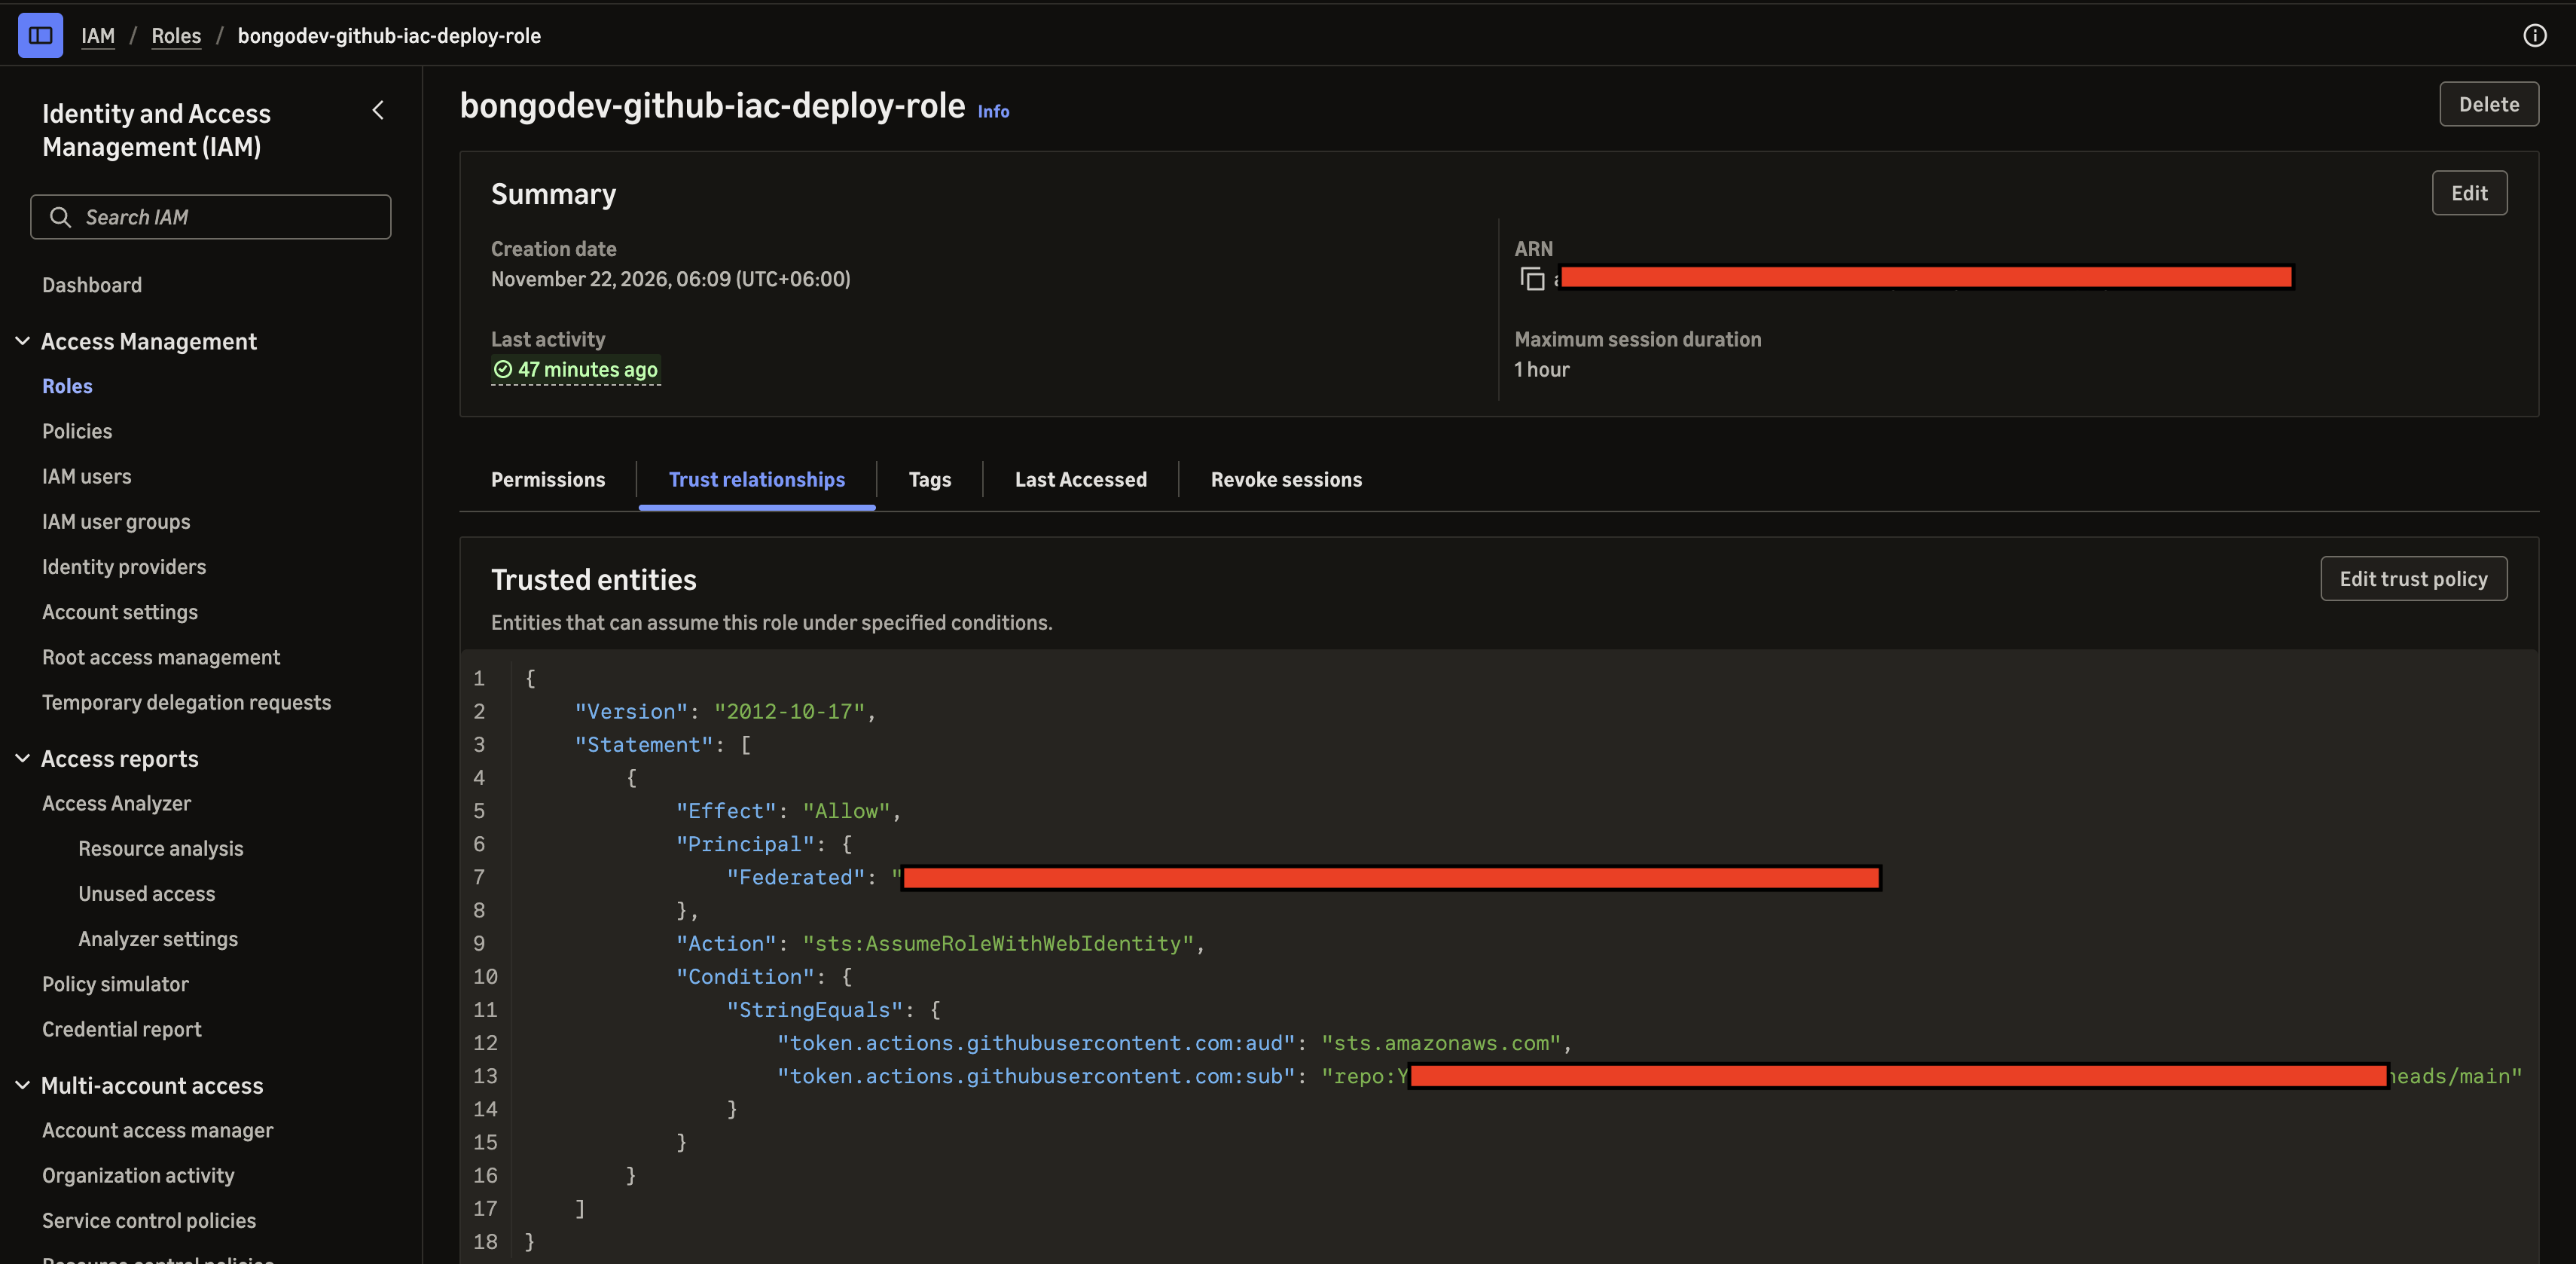 IAM / Roles / bongodev-github-iac-deploy-role
Identity and Access
Management (IAM)
Search IAM
Dashboard
Access Management
Roles
Policies
IAM users
IAM user groups
Identity providers
Account settings
Root access management
Temporary delegation requests
Access reports
Access Analyzer
Resource analysis
Unused access
Analyzer settings
Policy simulator
Credential report
Multi-account access
Account access manager
Organization activity
Service control policies
Resource control policies
bongodev-github-iac-deploy-role Info
Delete
Summary
Edit
Creation date
November 22, 2026, 06:09 (UTC+06:00)
ARN
Last activity
47 minutes ago
Maximum session duration
1 hour
Permissions
Trust relationships
Tags
Last Accessed
Revoke sessions
Trusted entities
Edit trust policy
Entities that can assume this role under specified conditions.
1 {
2 "Version": "2012-10-17",
3 "Statement": [
4 {
5 "Effect": "Allow",
6 "Principal": {
7 "Federated": "
8 },
9 "Action": "sts:AssumeRoleWithWebIdentity",
10 "Condition": {
11 "StringEquals": {
12 "token.actions.githubusercontent.com:aud": "sts.amazonaws.com",
13 "token.actions.githubusercontent.com:sub": "repo:Y heads/main"
14 }
15 }
16 }
17 ]
18 }